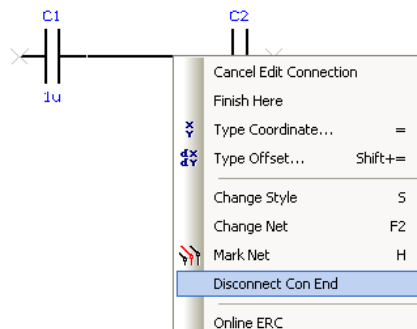 C1 C2
1u
Cancel Edit Connection
Finish Here
Type Coordinate... =
Type Offset... Shift+=
Change Style S
Change Net F2
Mark Net H
Disconnect Con End
Online ERC